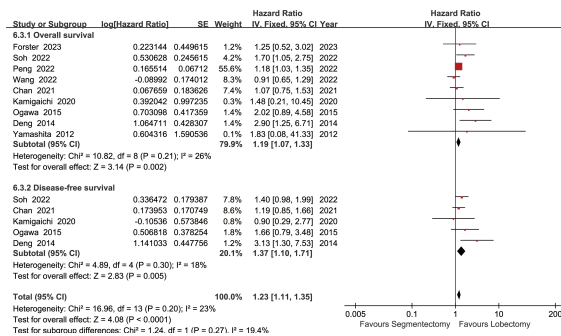 Hazard Ratio Hazard Ratio
Study or Subgroup log[Hazard Ratio] SE Weight IV. Fixed. 95% CI Year IV. Fixed. 95% CI
6.3.1 Overall survival
Forster 2023 0.223144 0.449615 1.2% 1.25 [0.52, 3.02] 2023
Soh 2022 0.530628 0.245615 4.1% 1.70 [1.05, 2.75] 2022
Peng 2022 0.165514 0.06712 55.6% 1.18 [1.03, 1.35] 2022
Wang 2022 -0.08992 0.174012 8.3% 0.91 [0.65, 1.29] 2022
Chan 2021 0.067659 0.183626 7.4% 1.07 [0.75, 1.53] 2021
Kamigaichi 2020 0.392042 0.997235 0.3% 1.48 [0.21, 10.45] 2020
Ogawa 2015 0.703098 0.417359 1.4% 2.02 [0.89, 4.58] 2015
Deng 2014 1.064711 0.428307 1.4% 2.90 [1.25, 6.71] 2014
Yamashita 2012 0.604316 1.590536 0.1% 1.83 [0.08, 41.33] 2012
Subtotal (95% CI) 79.9% 1.19 [1.07, 1.33]
Heterogeneity: Chi² = 10.82, df = 8 (P = 0.21); I² = 26%
Test for overall effect: Z = 3.14 (P = 0.002)
6.3.2 Disease-free survival
Soh 2022 0.336472 0.179387 7.8% 1.40 [0.98, 1.99] 2022
Chan 2021 0.173953 0.170749 8.6% 1.19 [0.85, 1.66] 2021
Kamigaichi 2020 -0.10536 0.573846 0.8% 0.90 [0.29, 2.77] 2020
Ogawa 2015 0.506818 0.378254 1.8% 1.66 [0.79, 3.48] 2015
Deng 2014 1.141033 0.447756 1.3% 3.13 [1.30, 7.53] 2014
Subtotal (95% CI) 20.1% 1.37 [1.10, 1.71]
Heterogeneity: Chi² = 4.89, df = 4 (P = 0.30); I² = 18%
Test for overall effect: Z = 2.83 (P = 0.005)
Total (95% CI) 100.0% 1.23 [1.11, 1.35]
Heterogeneity: Chi² = 16.96, df = 13 (P = 0.20); I² = 23%
Test for overall effect: Z = 4.08 (P < 0.0001)
Test for subgroup differences: Chi² = 1.24, df = 1 (P = 0.27), I² = 19.4%
0.005 0.1 1 10 200
Favours Segmentectomy Favours Lobectomy